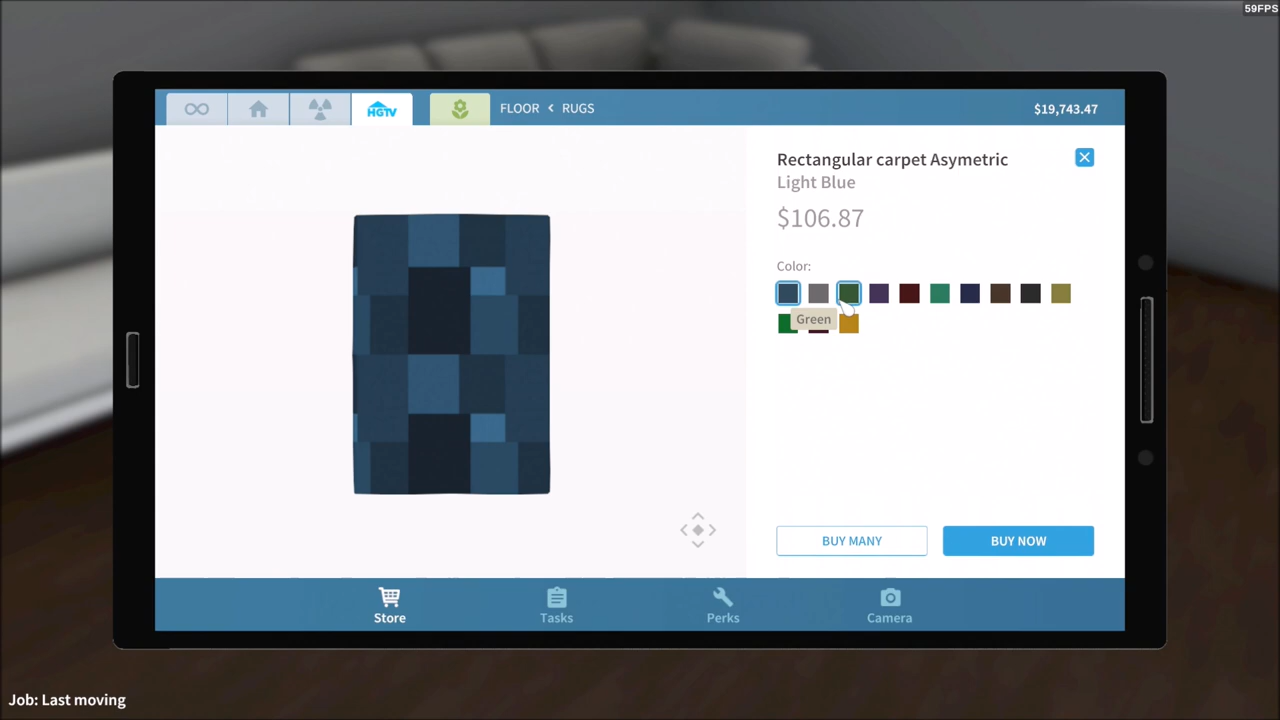 59FPS
HGTV
FLOOR < RUGS
$19,743.47
Rectangular carpet Asymetric
Light Blue
$106.87
Color:
Green
BUY MANY
BUY NOW
Store
Tasks
Perks
Camera
Job: Last moving